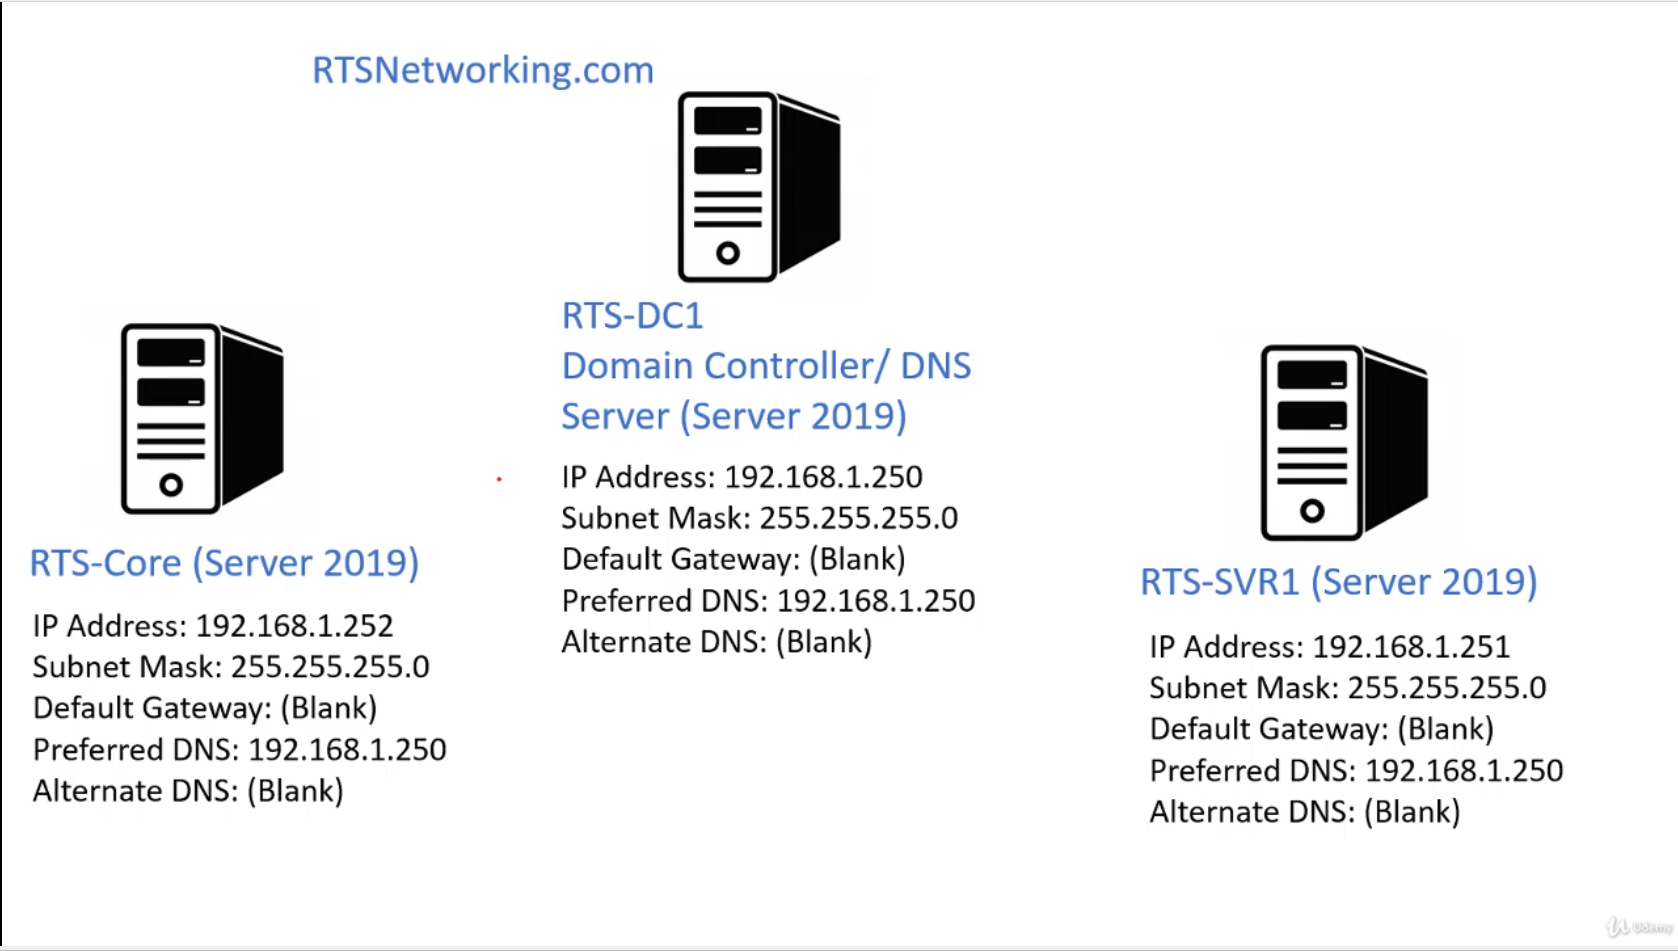 RTSNetworking.com
RTS-DC1
Domain Controller/ DNS
Server (Server 2019)
IP Address: 192.168.1.250
Subnet Mask: 255.255.255.0
Default Gateway: (Blank)
Preferred DNS: 192.168.1.250
Alternate DNS: (Blank)
RTS-Core (Server 2019)
IP Address: 192.168.1.252
Subnet Mask: 255.255.255.0
Default Gateway: (Blank)
Preferred DNS: 192.168.1.250
Alternate DNS: (Blank)
RTS-SVR1 (Server 2019)
IP Address: 192.168.1.251
Subnet Mask: 255.255.255.0
Default Gateway: (Blank)
Preferred DNS: 192.168.1.250
Alternate DNS: (Blank)
Udemy